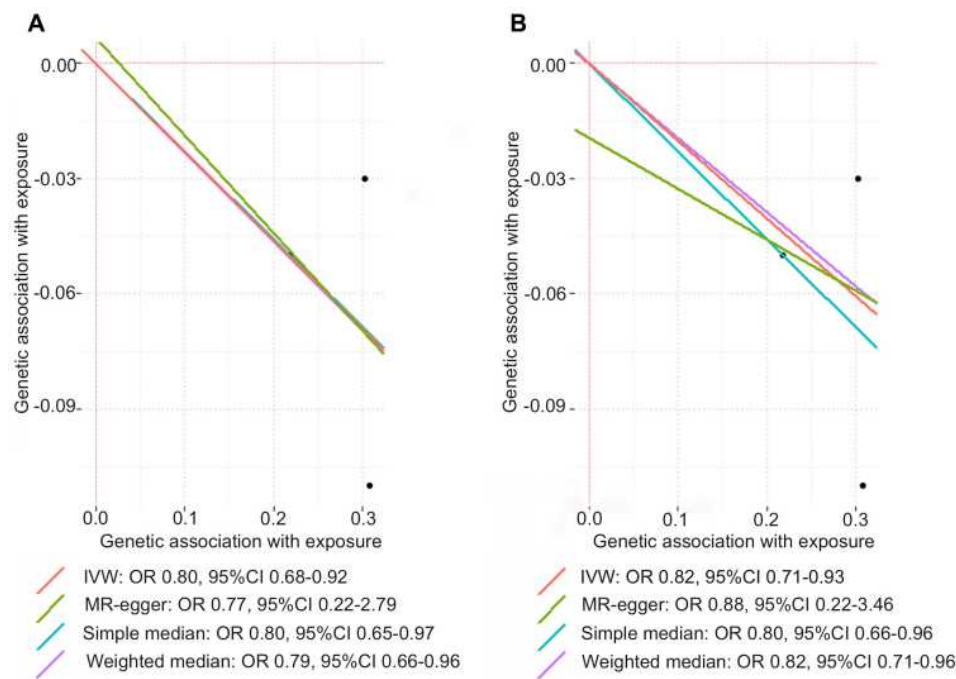 A
0.00
-0.03
-0.06
-0.09
Genetic association with exposure
0.0 0.1 0.2 0.3
Genetic association with exposure
IVW: OR 0.80, 95%CI 0.68-0.92
MR-egger: OR 0.77, 95%CI 0.22-2.79
Simple median: OR 0.80, 95%CI 0.65-0.97
Weighted median: OR 0.79, 95%CI 0.66-0.96
B
0.00
-0.03
-0.06
-0.09
Genetic association with exposure
0.0 0.1 0.2 0.3
Genetic association with exposure
IVW: OR 0.82, 95%CI 0.71-0.93
MR-egger: OR 0.88, 95%CI 0.22-3.46
Simple median: OR 0.80, 95%CI 0.66-0.96
Weighted median: OR 0.82, 95%CI 0.71-0.96